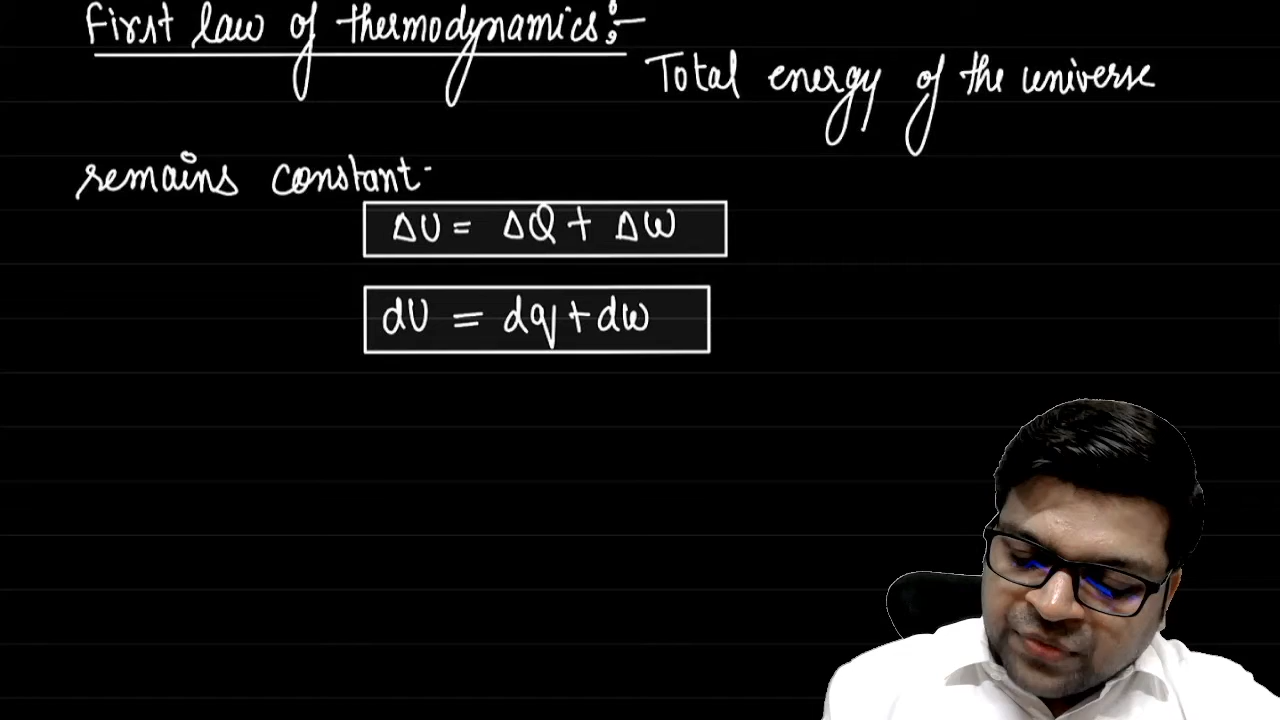 First law of thermodynamics:-
Total energy of the universe
remains constant.
ΔU = ΔQ + ΔW
dU = dq + dw